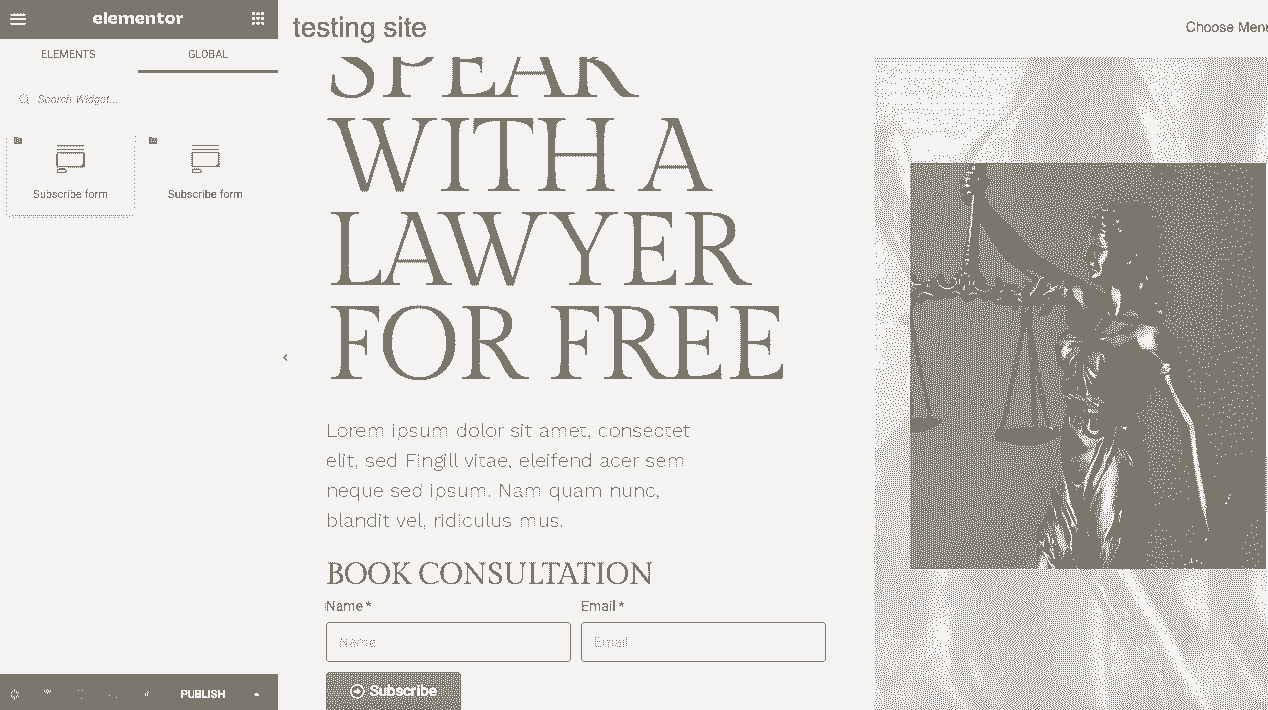 elementor
ELEMENTS GLOBAL
Search Widget...
Subscribe form Subscribe form
PUBLISH
testing site
Choose Menu
SPEAK
WITH A
LAWYER
FOR FREE
Lorem ipsum dolor sit amet, consectet
elit, sed Fingill vitae, eleifend acer sem
neque sed ipsum. Nam quam nunc,
blandit vel, ridiculus mus.
BOOK CONSULTATION
Name * Email *
Name Email
Subscribe